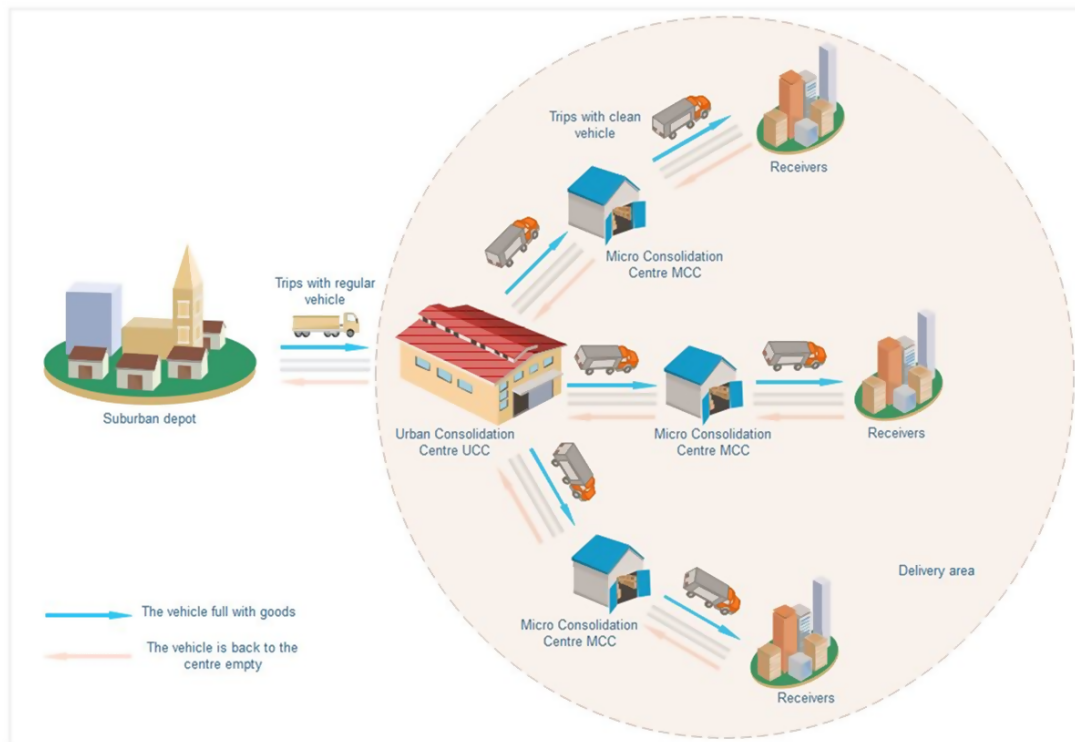 Trips with clean
vehicle
Receivers
Micro Consolidation
Centre MCC
Trips with regular
vehicle
Suburban depot
Urban Consolidation
Centre UCC
Micro Consolidation
Centre MCC
Receivers
Delivery area
The vehicle full with goods
The vehicle is back to the
centre empty
Micro Consolidation
Centre MCC
Receivers